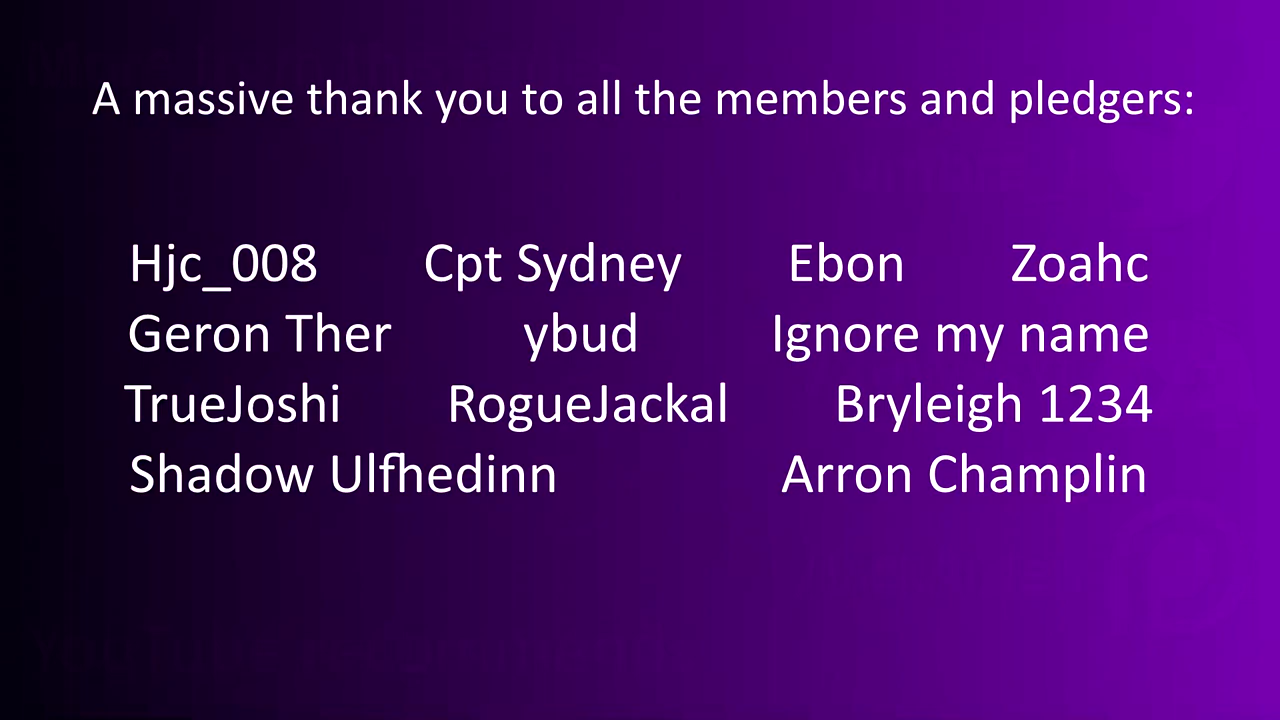 A massive thank you to all the members and pledgers:
Hjc_008 Cpt Sydney Ebon Zoahc
Geron Ther ybud Ignore my name
TrueJoshi RogueJackal Bryleigh 1234
Shadow Ulfhedinn Arron Champlin